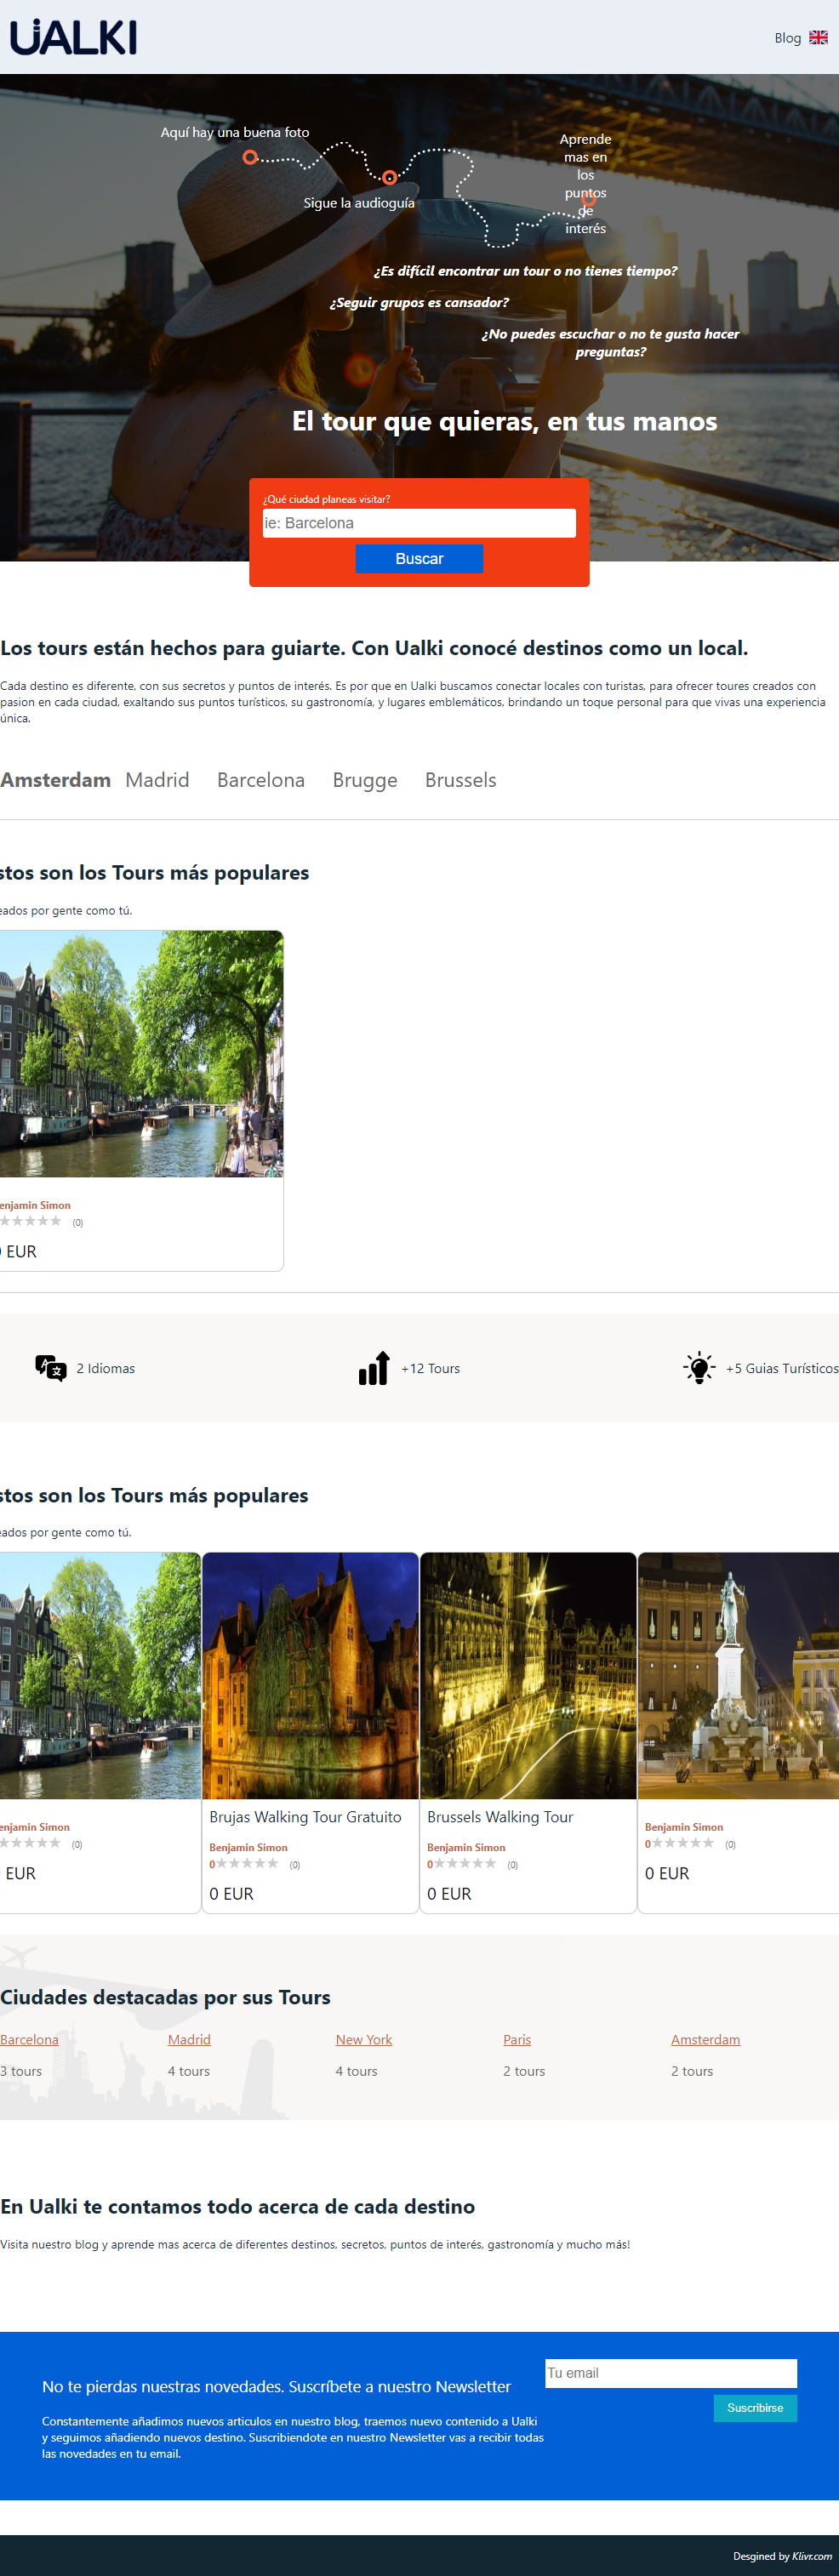 UALKI
Blog
Aquí hay una buena foto
Aprende
mas en
los
puntos
de
interés
Sigue la audioguía
¿Es difícil encontrar un tour o no tienes tiempo?
¿Seguir grupos es cansador?
¿No puedes escuchar o no te gusta hacer
preguntas?
El tour que quieras, en tus manos
¿Qué ciudad planeas visitar?
ie: Barcelona
Buscar
Los tours están hechos para guiarte. Con Ualki conocé destinos como un local.
Cada destino es diferente, con sus secretos y puntos de interés. Es por que en Ualki buscamos conectar locales con turistas, para ofrecer toures creados con
pasion en cada ciudad, exaltando sus puntos turísticos, su gastronomía, y lugares emblemáticos, brindando un toque personal para que vivas una experiencia
única.
Amsterdam Madrid Barcelona Brugge Brussels
stos son los Tours más populares
eados por gente como tú.
enjamin Simon
(0)
0 EUR
2 Idiomas
+12 Tours
+5 Guias Turísticos
stos son los Tours más populares
eados por gente como tú.
enjamin Simon
(0)
EUR
Brujas Walking Tour Gratuito
Benjamin Simon
0 (0)
0 EUR
Brussels Walking Tour
Benjamin Simon
0 (0)
0 EUR
Benjamin Simon
0 (0)
0 EUR
Ciudades destacadas por sus Tours
Barcelona Madrid New York Paris Amsterdam
3 tours 4 tours 4 tours 2 tours 2 tours
En Ualki te contamos todo acerca de cada destino
Visita nuestro blog y aprende mas acerca de diferentes destinos, secretos, puntos de interés, gastronomía y mucho más!
No te pierdas nuestras novedades. Suscríbete a nuestro Newsletter
Constantemente añadimos nuevos articulos en nuestro blog, traemos nuevo contenido a Ualki
y seguimos añadiendo nuevos destino. Suscribiendote en nuestro Newsletter vas a recibir todas
las novedades en tu email.
Tu email
Suscribirse
Desgined by Klivr.com